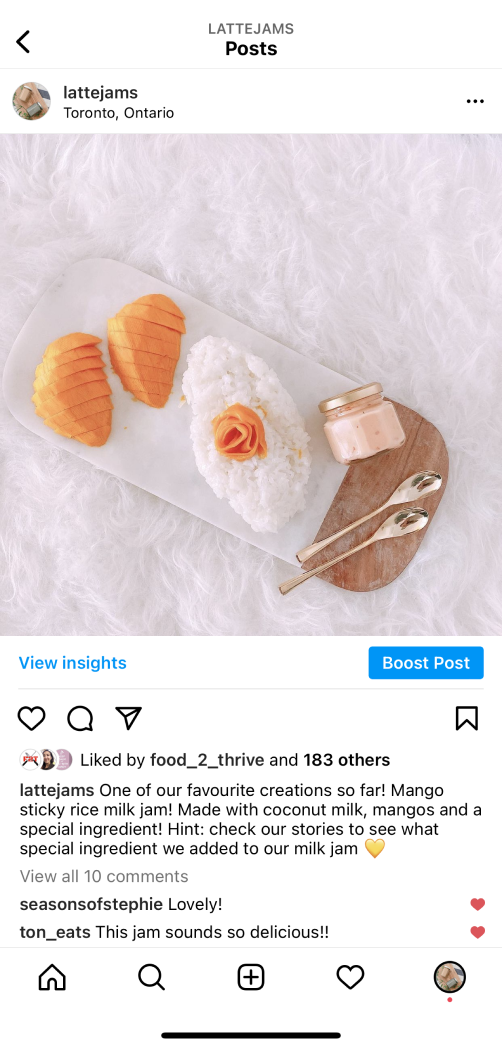 LATTEJAMS
Posts
lattejams
Toronto, Ontario
View insights
Boost Post
Liked by food_2_thrive and 183 others
lattejams One of our favourite creations so far! Mango
sticky rice milk jam! Made with coconut milk, mangos and a
special ingredient! Hint: check our stories to see what
special ingredient we added to our milk jam 💛
View all 10 comments
seasonsofstephie Lovely!
ton_eats This jam sounds so delicious!!